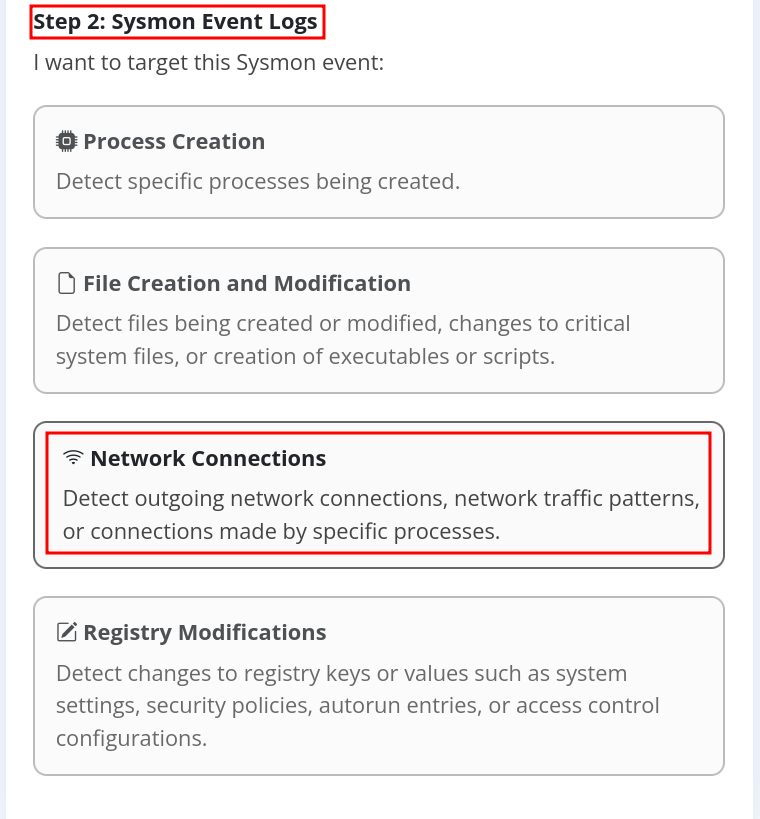 Step 2: Sysmon Event Logs
I want to target this Sysmon event:
Process Creation
Detect specific processes being created.
File Creation and Modification
Detect files being created or modified, changes to critical
system files, or creation of executables or scripts.
Network Connections
Detect outgoing network connections, network traffic patterns,
or connections made by specific processes.
Registry Modifications
Detect changes to registry keys or values such as system
settings, security policies, autorun entries, or access control
configurations.